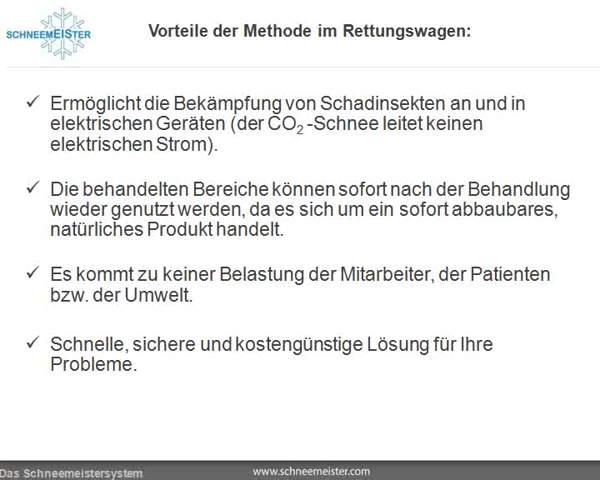 SCHNEEMEISTER
Vorteile der Methode im Rettungswagen:
✓ Ermöglicht die Bekämpfung von Schadinsekten an und in
elektrischen Geräten (der CO₂ -Schnee leitet keinen
elektrischen Strom).
✓ Die behandelten Bereiche können sofort nach der Behandlung
wieder genutzt werden, da es sich um ein sofort abbaubares,
natürliches Produkt handelt.
✓ Es kommt zu keiner Belastung der Mitarbeiter, der Patienten
bzw. der Umwelt.
✓ Schnelle, sichere und kostengünstige Lösung für Ihre
Probleme.
Das Schneemeistersystem
www.schneemeister.com